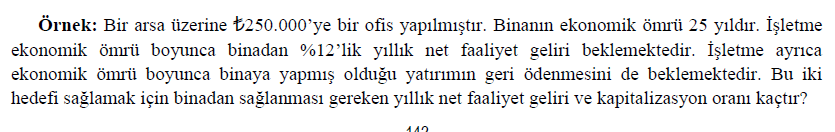 Örnek: Bir arsa üzerine ₺250.000’ye bir ofis yapılmıştır. Binanın ekonomik ömrü 25 yıldır. İşletme
ekonomik ömrü boyunca binadan %12’lik yıllık net faaliyet geliri beklemektedir. İşletme ayrıca
ekonomik ömrü boyunca binaya yapmış olduğu yatırımın geri ödenmesini de beklemektedir. Bu iki
hedefi sağlamak için binadan sağlanması gereken yıllık net faaliyet geliri ve kapitalizasyon oranı kaçtır?